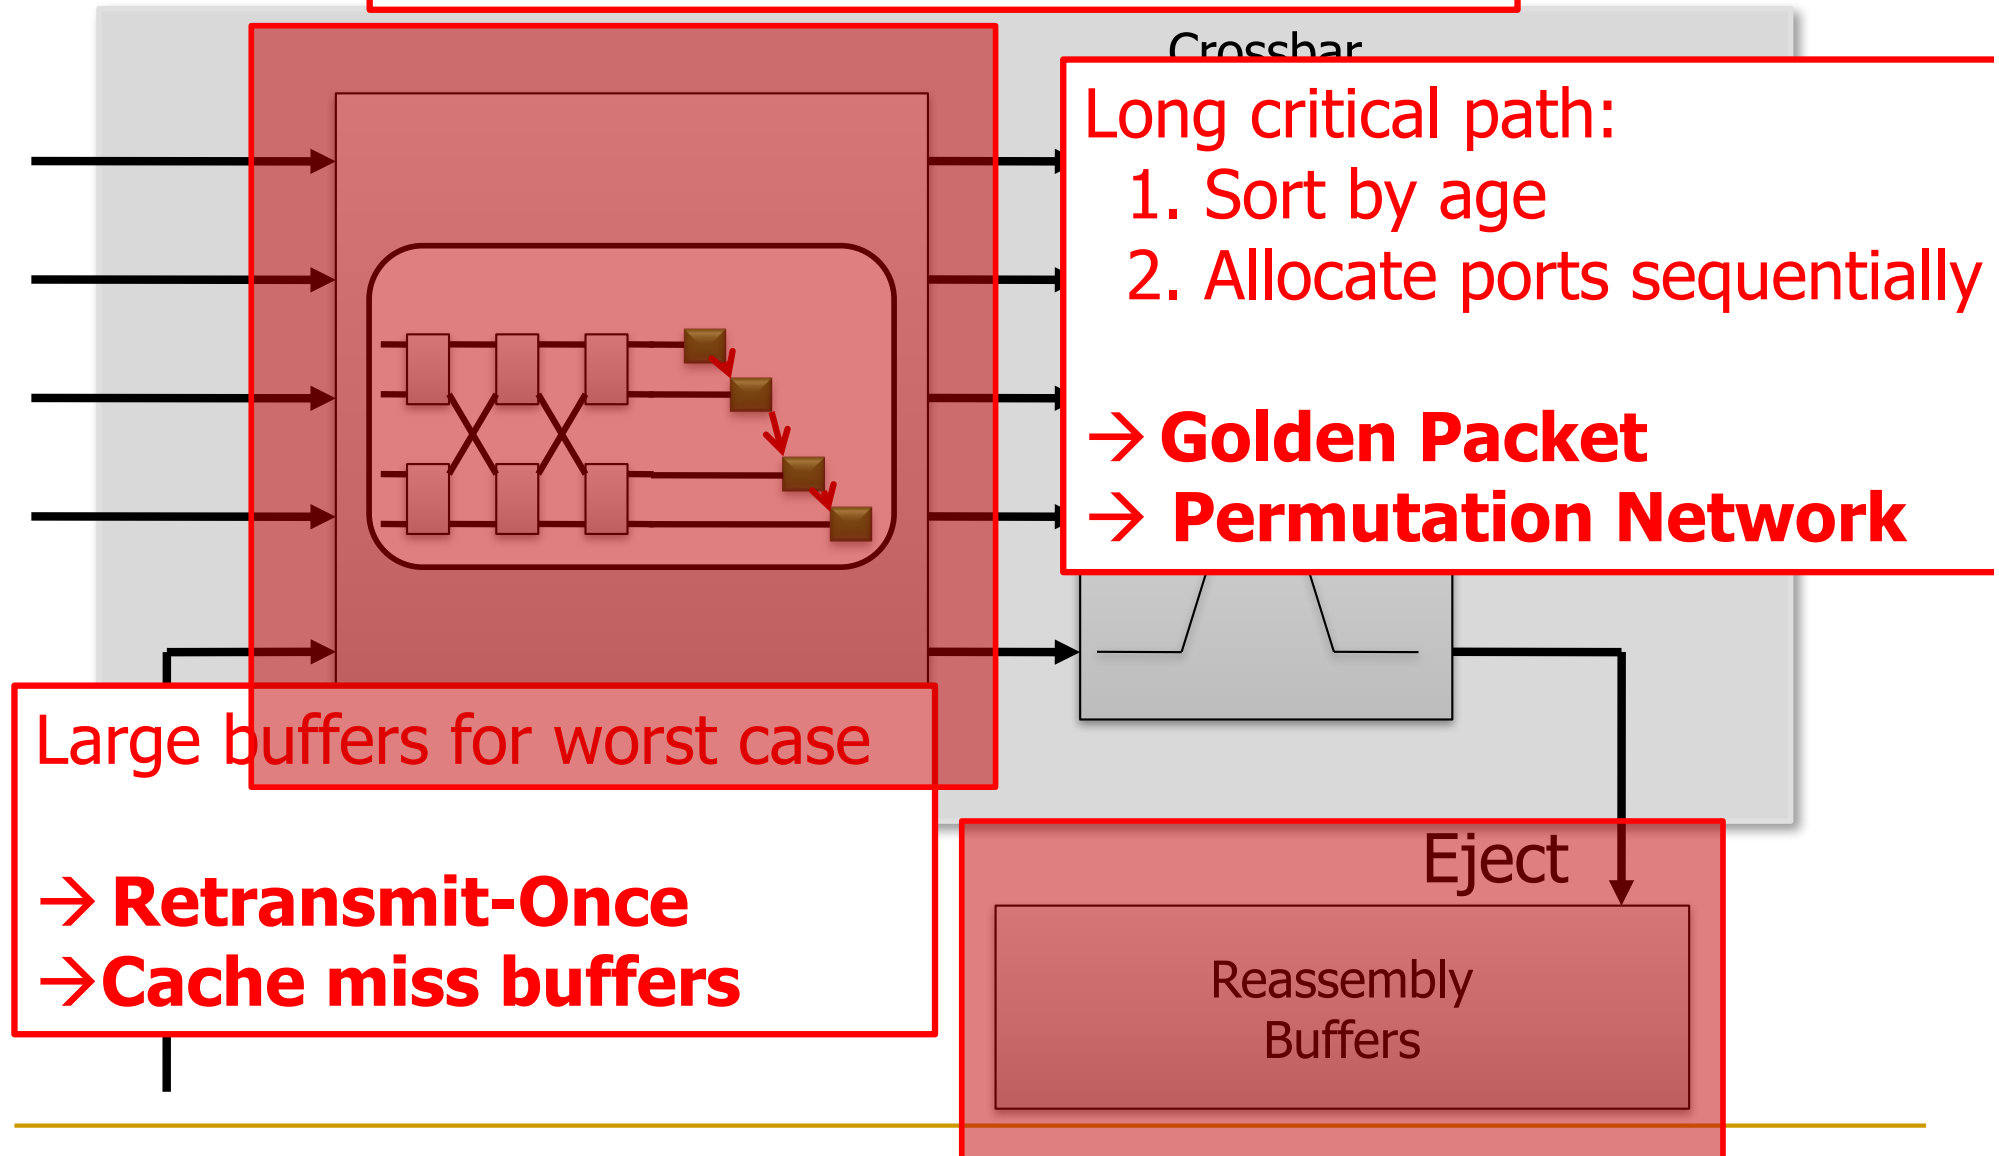 Crossbar
Long critical path:
1. Sort by age
2. Allocate ports sequentially
→ Golden Packet
→ Permutation Network
Large buffers for worst case
→ Retransmit-Once
→Cache miss buffers
Eject
Reassembly
Buffers